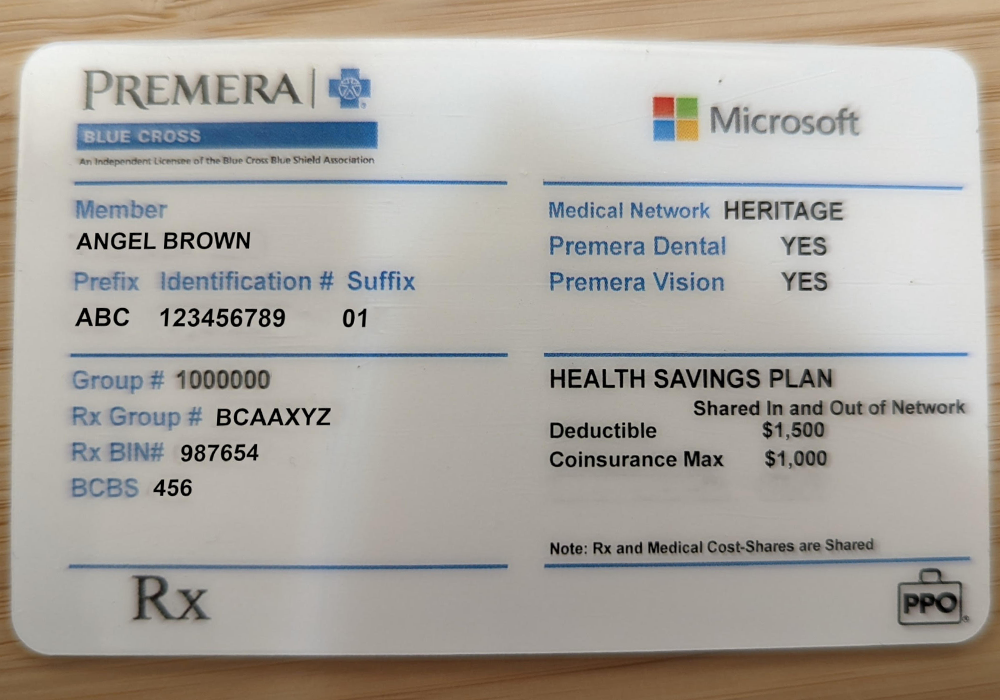 PREMERA
BLUE CROSS
An Independent Licensee of the Blue Cross Blue Shield Association
Member
ANGEL BROWN
Prefix Identification # Suffix
ABC 123456789 01
Group # 1000000
Rx Group # BCAAXYZ
Rx BIN# 987654
BCBS 456
Rx
Microsoft
Medical Network HERITAGE
Premera Dental YES
Premera Vision YES
HEALTH SAVINGS PLAN
Shared In and Out of Network
Deductible $1,500
Coinsurance Max $1,000
Note: Rx and Medical Cost-Shares are Shared
PPO®